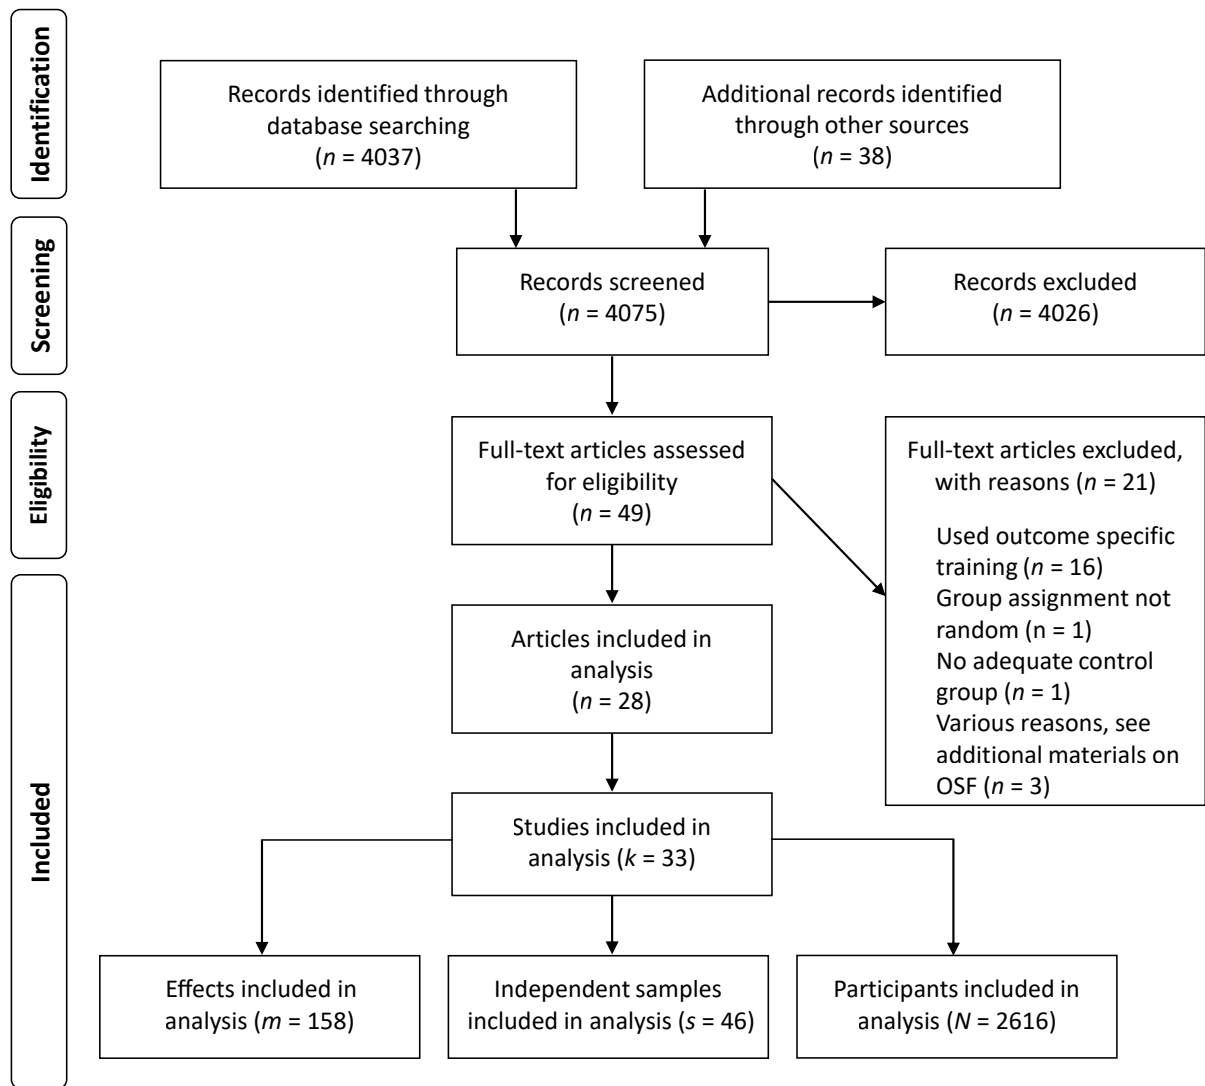 Identification
Records identified through
database searching
(n = 4037)
Additional records identified
through other sources
(n = 38)
Screening
Records screened
(n = 4075)
Records excluded
(n = 4026)
Eligibility
Full-text articles assessed
for eligibility
(n = 49)
Full-text articles excluded,
with reasons (n = 21)
Used outcome specific
training (n = 16)
Group assignment not
random (n = 1)
No adequate control
group (n = 1)
Various reasons, see
additional materials on
OSF (n = 3)
Included
Articles included in
analysis
(n = 28)
Studies included in
analysis (k = 33)
Effects included in
analysis (m = 158)
Independent samples
included in analysis (s = 46)
Participants included in
analysis (N = 2616)